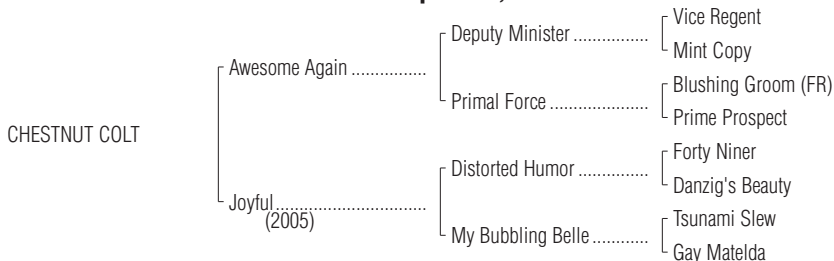 Vice Regent
Deputy Minister ................
Mint Copy
Awesome Again ................
Blushing Groom (FR)
Primal Force .....................
Prime Prospect
CHESTNUT COLT
Forty Niner
Distorted Humor ................
Danzig's Beauty
Joyful................................
(2005)
Tsunami Slew
My Bubbling Belle............
Gay Matelda